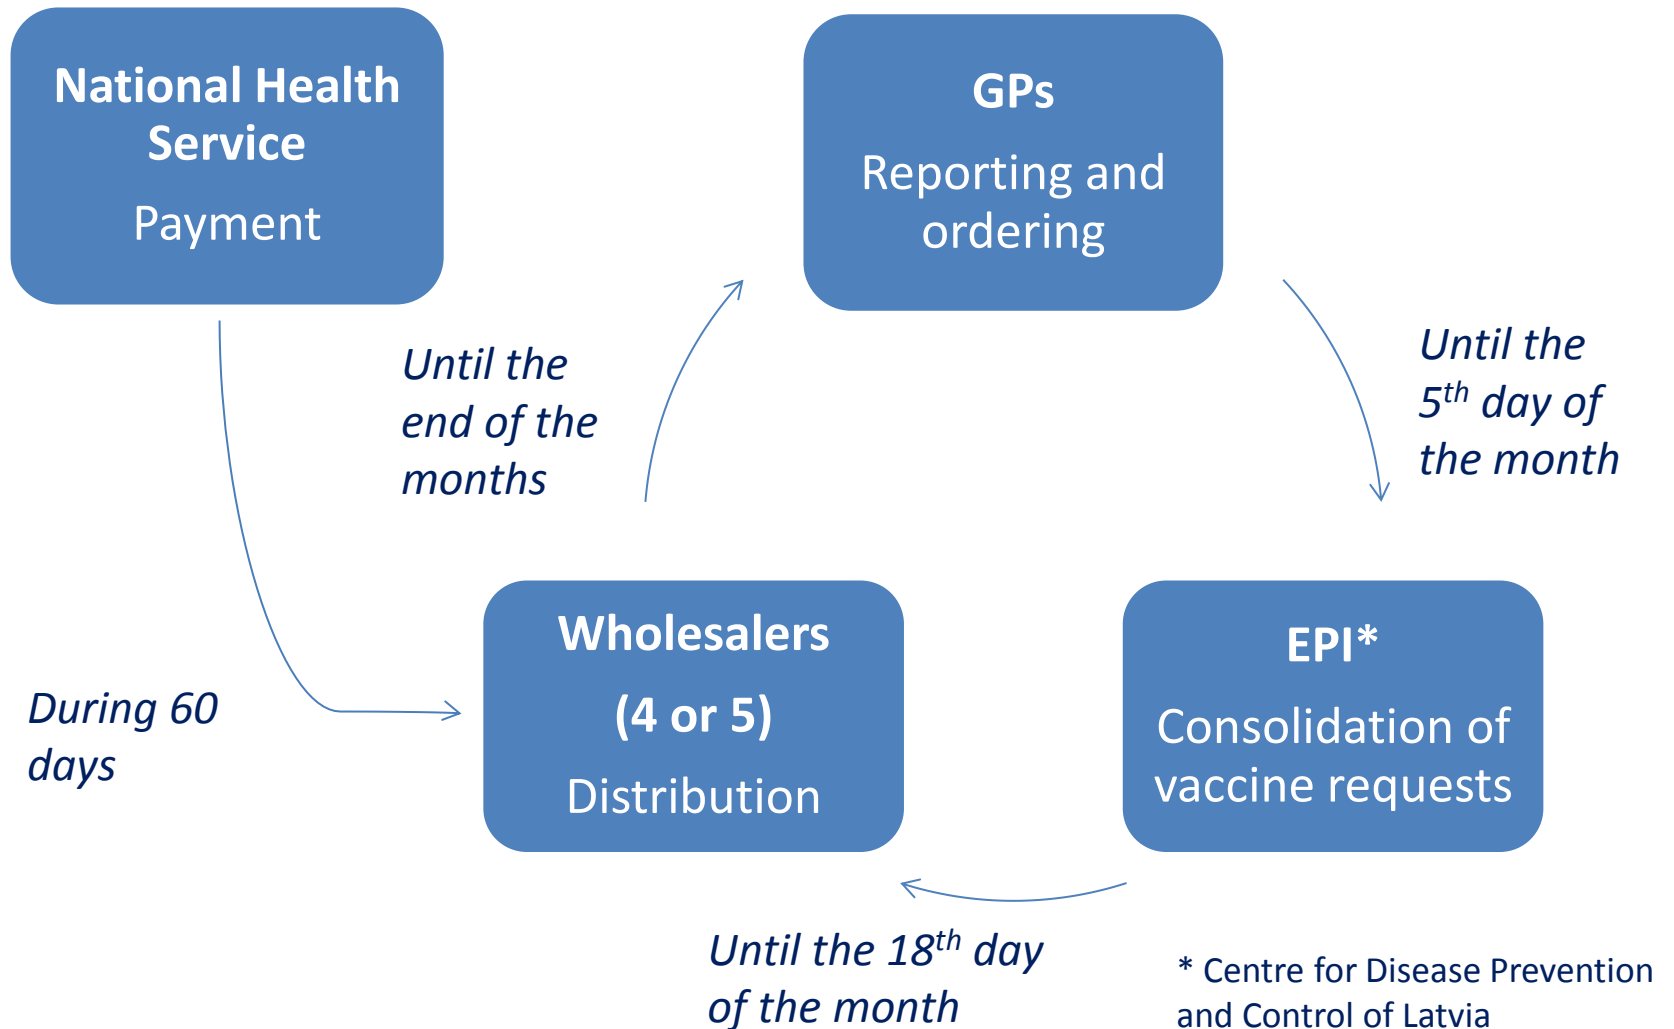 National Health
Service
Payment
GPs
Reporting and
ordering
Until the
end of the
months
Until the
5th day of
the month
During 60
days
Wholesalers
(4 or 5)
Distribution
EPI*
Consolidation of
vaccine requests
Until the 18th day
of the month
* Centre for Disease Prevention
and Control of Latvia